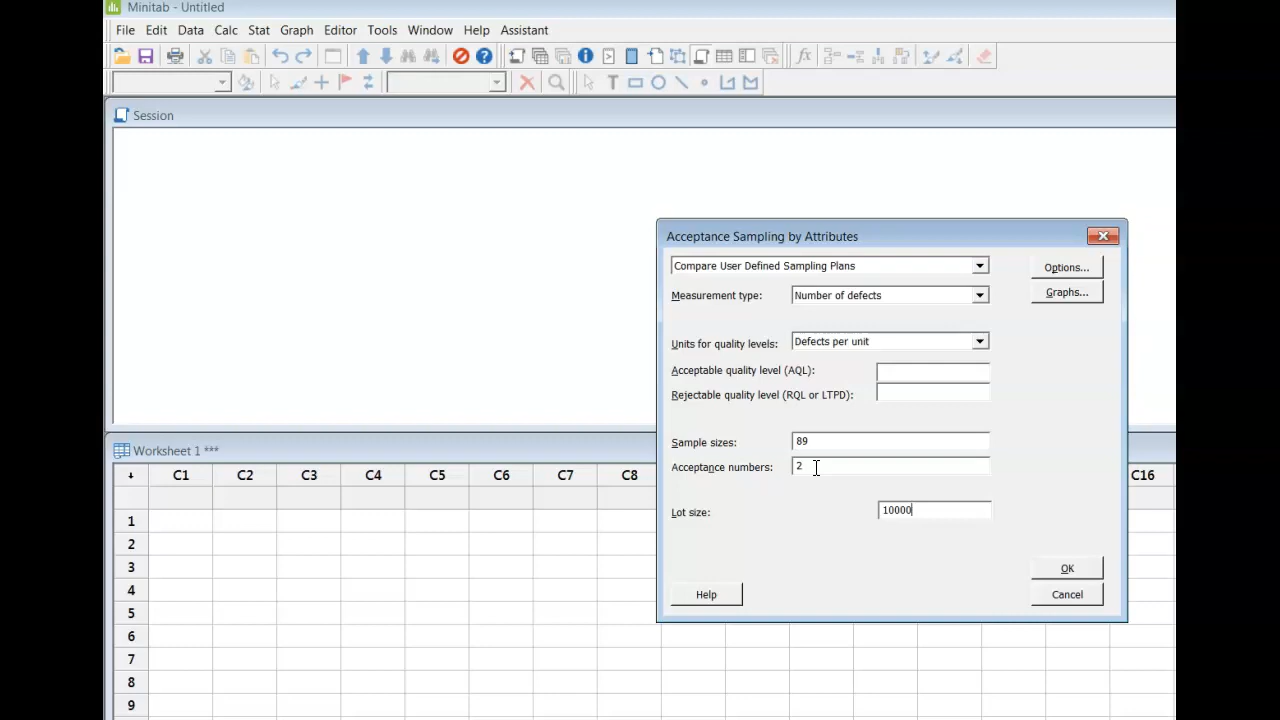 Minitab - Untitled
File Edit Data Calc Stat Graph Editor Tools Window Help Assistant
Session
Acceptance Sampling by Attributes
Compare User Defined Sampling Plans
Options...
Measurement type: Number of defects
Graphs...
Units for quality levels: Defects per unit
Acceptable quality level (AQL):
Rejectable quality level (RQL or LTPD):
Sample sizes: 89
Acceptance numbers: 2
Lot size: 10000
OK
Help
Cancel
Worksheet 1 ***
C1 C2 C3 C4 C5 C6 C7 C8 C16
1
2
3
4
5
6
7
8
9